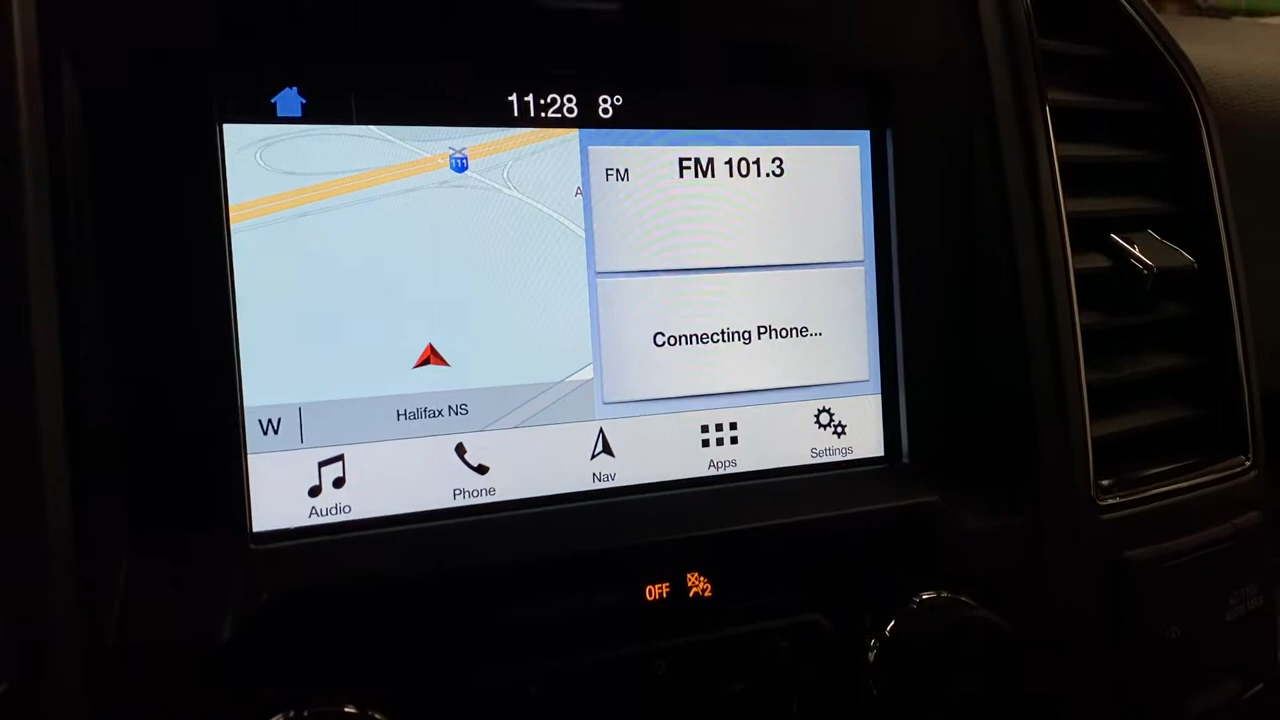 11:28 8°
111
A
FM FM 101.3
Connecting Phone...
W Halifax NS
Audio Phone Nav Apps Settings
OFF 2